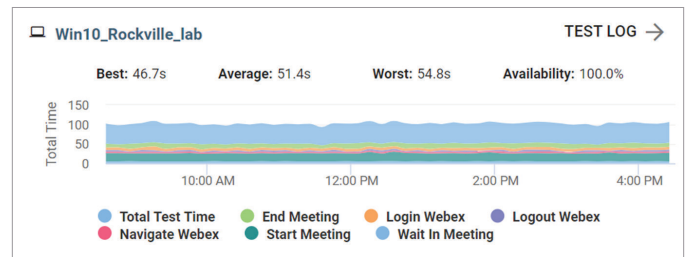 Win10_Rockville_lab
TEST LOG
Best: 46.7s Average: 51.4s Worst: 54.8s Availability: 100.0%
Total Time
150
100
50
0
10:00 AM 12:00 PM 2:00 PM 4:00 PM
Total Test Time End Meeting Login Webex Logout Webex
Navigate Webex Start Meeting Wait In Meeting